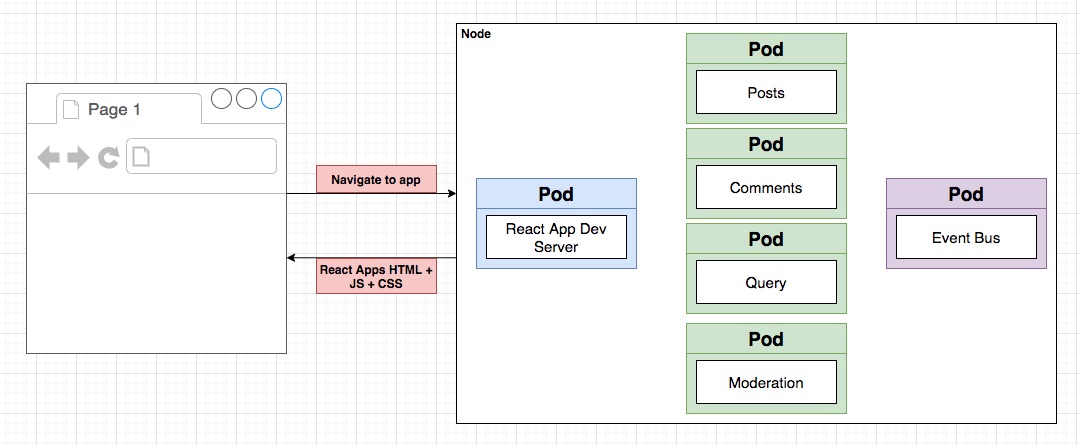 Node
Page 1
Navigate to app
React Apps HTML +
JS + CSS
Pod
React App Dev
Server
Pod
Posts
Pod
Comments
Pod
Query
Pod
Moderation
Pod
Event Bus